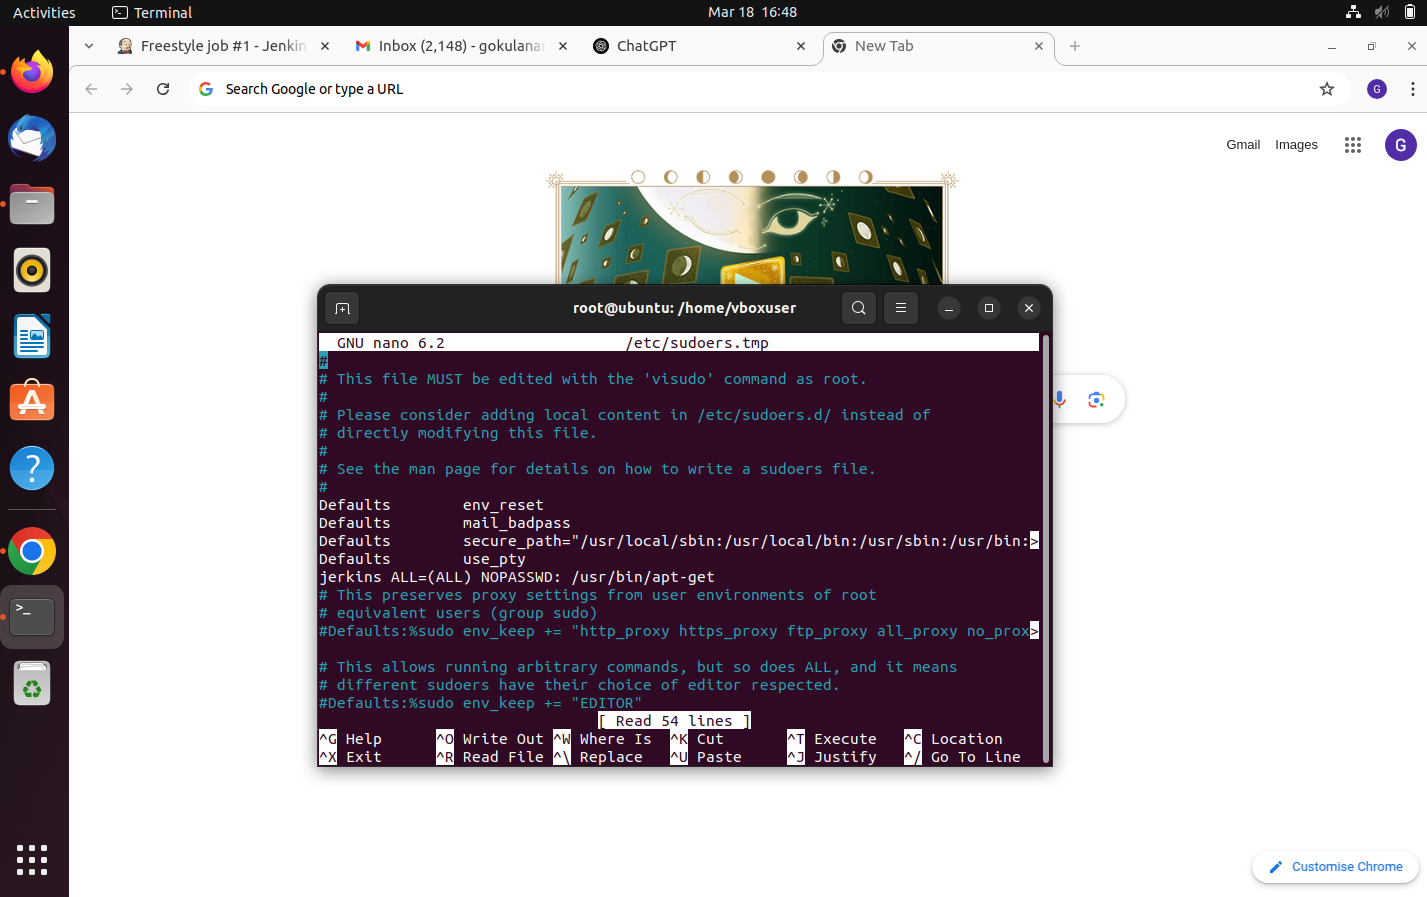 Activities
Terminal
Mar 18 16:48
Freestyle job #1 - Jenkin
Inbox (2,148) - gokulanar
ChatGPT
New Tab
Search Google or type a URL
G
Gmail
Images
G
root@ubuntu: /home/vboxuser
GNU nano 6.2 /etc/sudoers.tmp
#
# This file MUST be edited with the 'visudo' command as root.
#
# Please consider adding local content in /etc/sudoers.d/ instead of
# directly modifying this file.
#
# See the man page for details on how to write a sudoers file.
#
Defaults env_reset
Defaults mail_badpass
Defaults secure_path="/usr/local/sbin:/usr/local/bin:/usr/sbin:/usr/bin:>
Defaults use_pty
jerkins ALL=(ALL) NOPASSWD: /usr/bin/apt-get
# This preserves proxy settings from user environments of root
# equivalent users (group sudo)
#Defaults:%sudo env_keep += "http_proxy https_proxy ftp_proxy all_proxy no_prox>
# This allows running arbitrary commands, but so does ALL, and it means
# different sudoers have their choice of editor respected.
#Defaults:%sudo env_keep += "EDITOR"
[ Read 54 lines ]
^G Help ^O Write Out ^W Where Is ^K Cut ^T Execute ^C Location
^X Exit ^R Read File ^\ Replace ^U Paste ^J Justify ^/ Go To Line
Customise Chrome